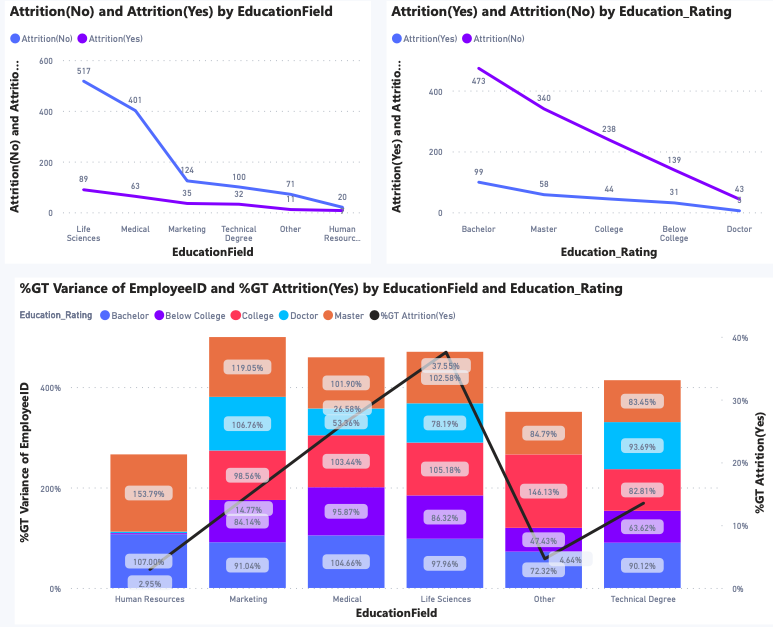 Attrition(No) and Attrition(Yes) by EducationField
Attrition(No) Attrition(Yes)
Attrition(No) and Attritio...
600
400
200
0
517
401
124
100
71
20
89
63
35
32
11
Life Sciences
Medical
Marketing
Technical Degree
Other
Human Resourc...
EducationField
Attrition(Yes) and Attrition(No) by Education_Rating
Attrition(Yes) Attrition(No)
Attrition(Yes) and Attritio...
400
200
0
473
340
238
139
43
99
58
44
31
5
Bachelor
Master
College
Below College
Doctor
Education_Rating
%GT Variance of EmployeeID and %GT Attrition(Yes) by EducationField and Education_Rating
Education_Rating Bachelor Below College College Doctor Master %GT Attrition(Yes)
%GT Variance of EmployeeID
400%
200%
0%
153.79%
107.00%
2.95%
119.05%
106.76%
98.56%
14.77%
84.14%
91.04%
101.90%
26.58%
53.36%
103.44%
95.87%
104.66%
37.55%
102.58%
78.19%
105.18%
86.32%
97.96%
84.79%
146.13%
47.43%
4.64%
72.32%
83.45%
93.69%
82.81%
63.62%
90.12%
40%
30%
20%
10%
0%
%GT Attrition(Yes)
Human Resources
Marketing
Medical
Life Sciences
Other
Technical Degree
EducationField